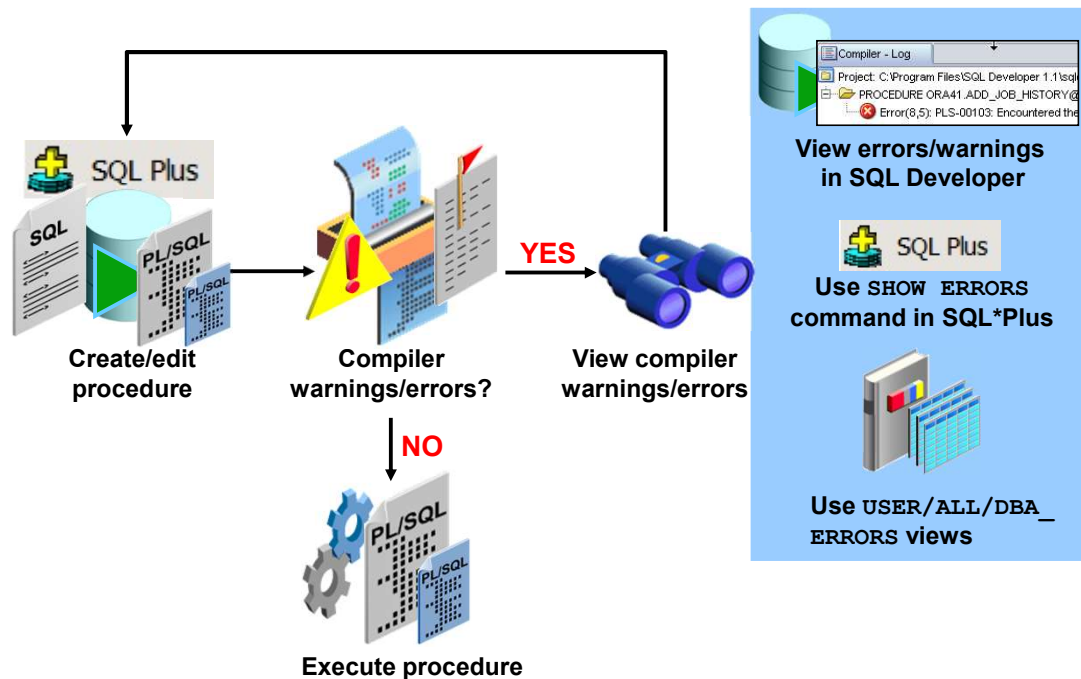 SQL Plus
SQL
PL/SQL
PL/SQL
Create/edit
procedure
Compiler
warnings/errors?
YES
View compiler
warnings/errors
NO
PL/SQL
PL/SQL
Execute procedure
Compiler - Log
Project: C:\Program Files\SQL Developer 1.1\sql
PROCEDURE ORA41.ADD_JOB_HISTORY@
Error(8,5): PLS-00103: Encountered the
View errors/warnings
in SQL Developer
SQL Plus
Use SHOW ERRORS
command in SQL*Plus
Use USER/ALL/DBA_
ERRORS views